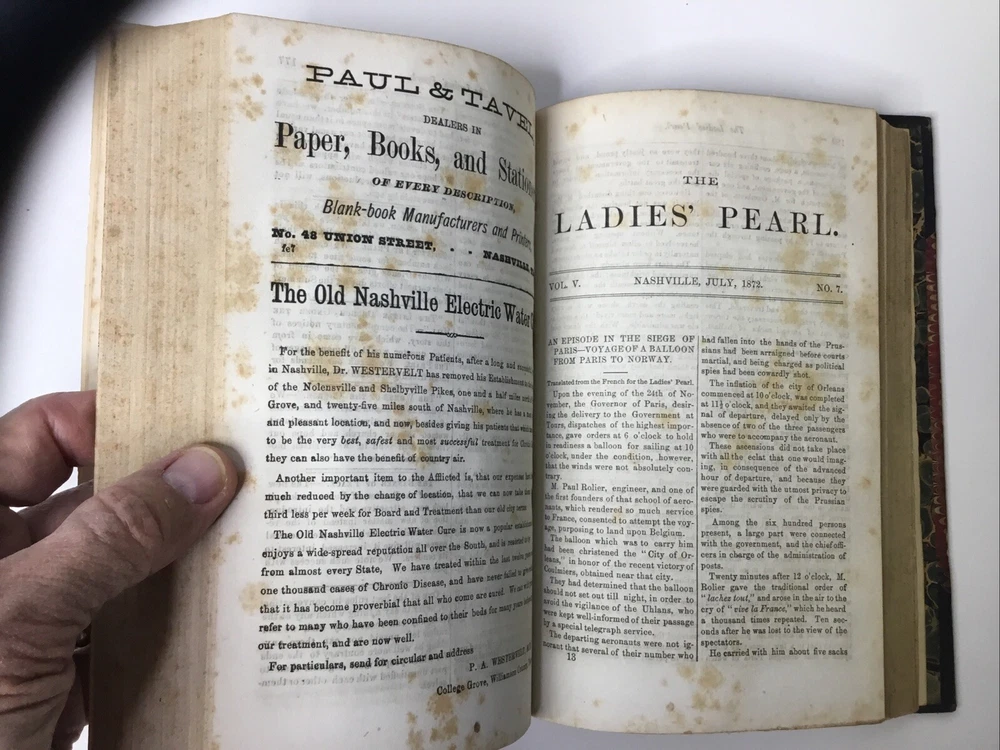 PAUL & TAVE
DEALERS IN
Paper, Books, and
OF EVERY DESCRIPTION,
Blank-book Manufacturers and
No. 48 UNION STREET, - - NASHVILLE,
fe7
The Old Nashville Electric Water
For the benefit of his numerous Patients, after a long and
in Nashville, Dr. WESTERVELT has removed his Establishment
of the Nolensville and Shelbyville Pikes, one and a half miles
Grove, and twenty-five miles south of Nashville, where he has a
and pleasant location, and now, besides giving his patients that
to be the very best, safest and most successful treatment for
they can also have the benefit of country air.
Another important item to the Afflicted is, that our expense
much reduced by the change of location, that we can now take
third less per week for Board and Treatment than our old city
The Old Nashville Electric Water Cure is now a popular
enjoys a wide-spread reputation all over the South, and is
from almost every State, We have treated within the last twelve
one thousand cases of Chronic Disease, and have never failed
that it has become proverbial that all who come are cured. We
refer to many who have been confined to their beds for many years
our treatment, and are now well.
For particulars, send for circular and address
P. A. WESTERVELT,
College Grove, Williamson
THE
LADIES' PEARL.
VOL. V. NASHVILLE, JULY, 1872. NO. 7.
AN EPISODE IN THE SIEGE OF
PARIS—VOYAGE OF A BALLOON
FROM PARIS TO NORWAY.
Translated from the French for the Ladies' Pearl.
Upon the evening of the 24th of No-
vember, the Governor of Paris, desir-
ing the delivery to the Government at
Tours, dispatches of the highest impor-
tance, gave orders at 6 o'clock to hold
in readiness a balloon for sailing at 10
o'clock, under the condition, however,
that the winds were not absolutely con-
trary.
M. Paul Rolier, engineer, and one of
the first founders of that school of aero-
nants, which rendered so much service
to France, consented to attempt the voy-
age, purposing to land upon Belgium.
The balloon which was to carry him
had been christened the "City of Or-
leans," in honor of the recent victory of
Coulmiers, obtained near that city.
They had determined that the balloon
should not set out till night, in order to
avoid the vigilance of the Uhlans, who
were kept well-informed of their passage
by a special telegraph service.
The departing aeronants were not ig-
norant that several of their number who
13
had fallen into the hands of the Prus-
sians had been arraigned before courts
martial, and being charged as political
spies had been cowardly shot.
The inflation of the city of Orleans
commenced at 10 o'clock, was completed
at 11½ o'clock, and they awaited the sig-
nal of departure, delayed only by the
absence of two of the three passengers
who were to accompany the aeronaut.
These ascensions did not take place
with all the eclat that one would imag-
ing, in consequence of the advanced
hour of departure, and because they
were guarded with the utmost privacy to
escape the scrutiny of the Prussian
spies.
Among the six hundred persons
present, a large part were connected
with the government, and the chief offi-
cers in charge of the administration of
posts.
Twenty minutes after 12 o'clock, M.
Rolier gave the traditional order of
"laches tout," and arose in the air to the
cry of "vive la France," which he heard
a thousand times repeated. Ten sec-
onds after he was lost to the view of the
spectators.
He carried with him about five sacks